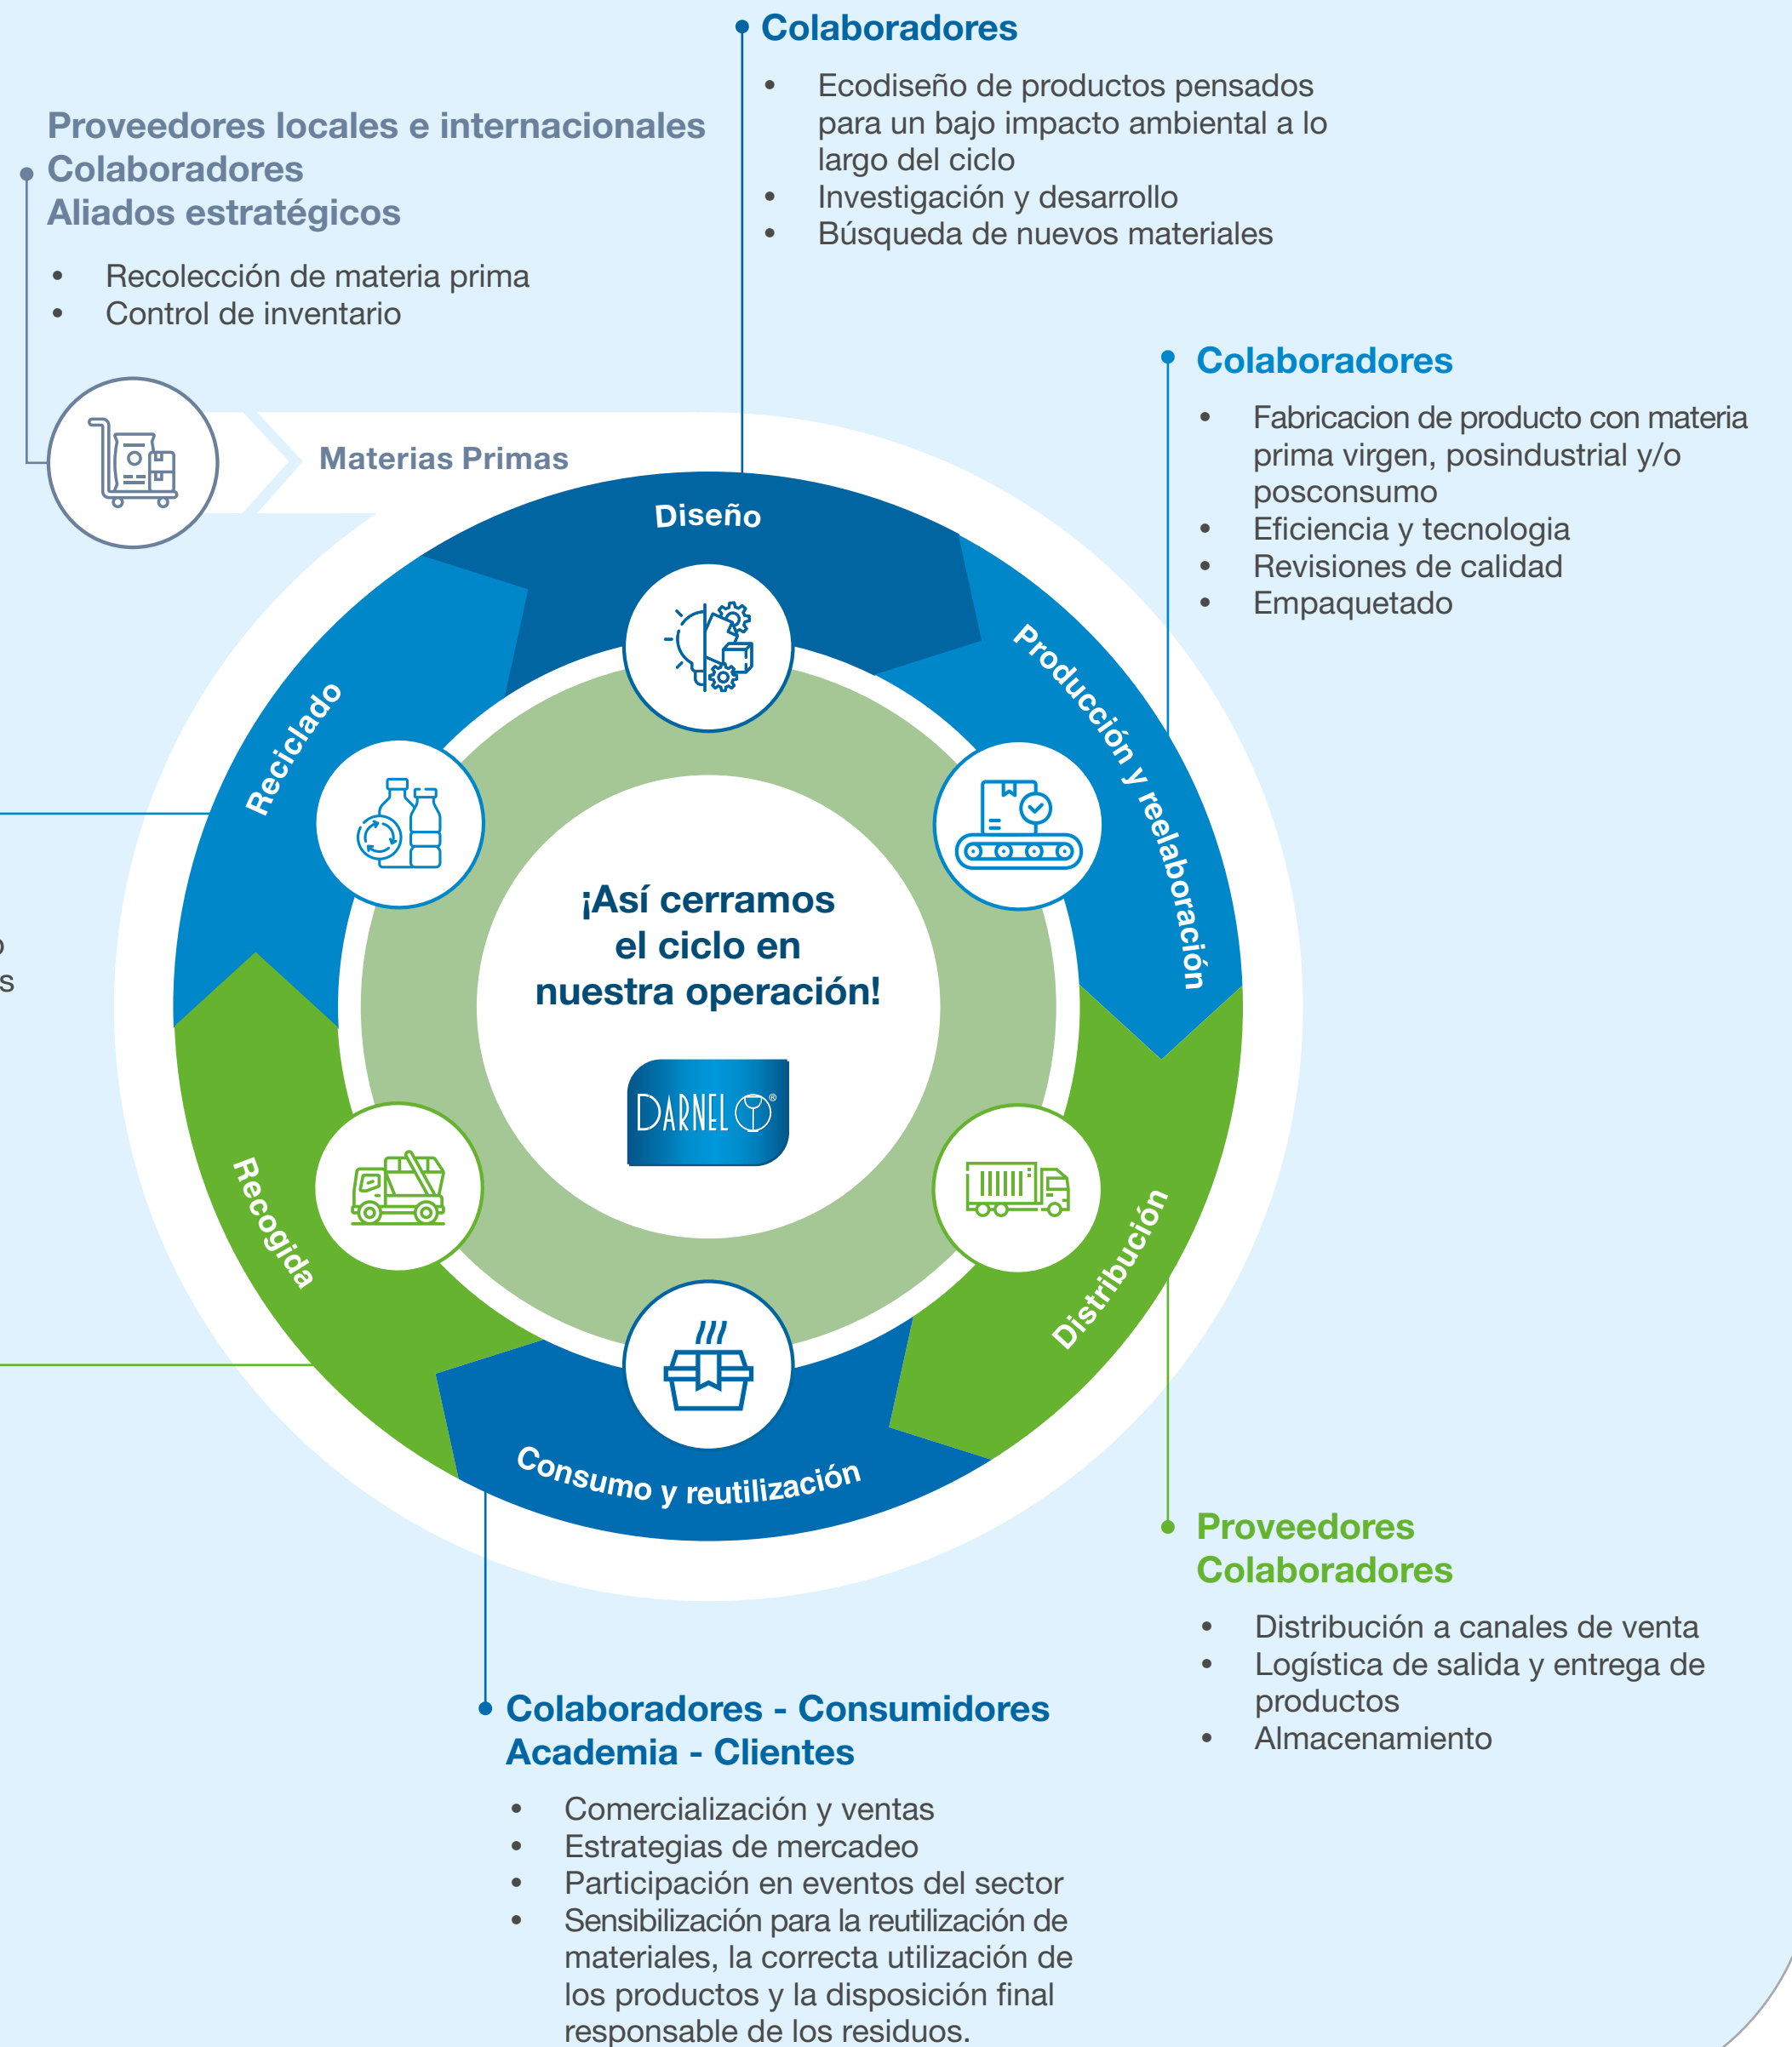 Colaboradores
• Ecodiseño de productos pensados
para un bajo impacto ambiental a lo
largo del ciclo
• Investigación y desarrollo
• Búsqueda de nuevos materiales
Proveedores locales e internacionales
Colaboradores
Aliados estratégicos
• Recolección de materia prima
• Control de inventario
Colaboradores
• Fabricacion de producto con materia
prima virgen, posindustrial y/o
posconsumo
• Eficiencia y tecnologia
• Revisiones de calidad
• Empaquetado
Materias Primas
Diseño
Producción y reelaboración
Distribución
Consumo y reutilización
Recogida
Reciclado
¡Así cerramos
el ciclo en
nuestra operación!
DARNEL ®
Proveedores
Colaboradores
• Distribución a canales de venta
• Logística de salida y entrega de
productos
• Almacenamiento
Colaboradores - Consumidores
Academia - Clientes
• Comercialización y ventas
• Estrategias de mercadeo
• Participación en eventos del sector
• Sensibilización para la reutilización de
materiales, la correcta utilización de
los productos y la disposición final
responsable de los residuos.